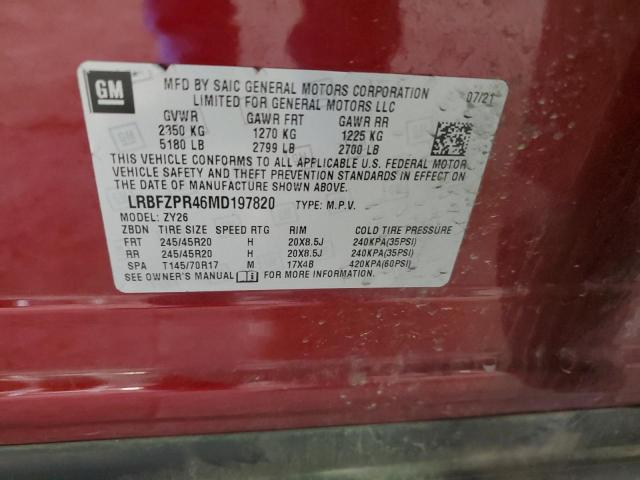 GM
MFD BY SAIC GENERAL MOTORS CORPORATION 07/21
LIMITED FOR GENERAL MOTORS LLC
GVWR GAWR FRT GAWR RR
2350 KG 1270 KG 1225 KG
5180 LB 2799 LB 2700 LB
THIS VEHICLE CONFORMS TO ALL APPLICABLE U.S. FEDERAL MOTOR
VEHICLE SAFETY AND THEFT PREVENTION STANDARDS IN EFFECT ON
THE DATE OF MANUFACTURE SHOWN ABOVE.
LRBFZPR46MD197820 TYPE: M.P.V.
MODEL: ZY26
ZBDN TIRE SIZE SPEED RTG RIM COLD TIRE PRESSURE
FRT 245/45R20 H 20X8.5J 240KPA(35PSI)
RR 245/45R20 H 20X8.5J 240KPA(35PSI)
SPA T145/70R17 M 17X4B 420KPA(60PSI)
SEE OWNER'S MANUAL FOR MORE INFORMATION